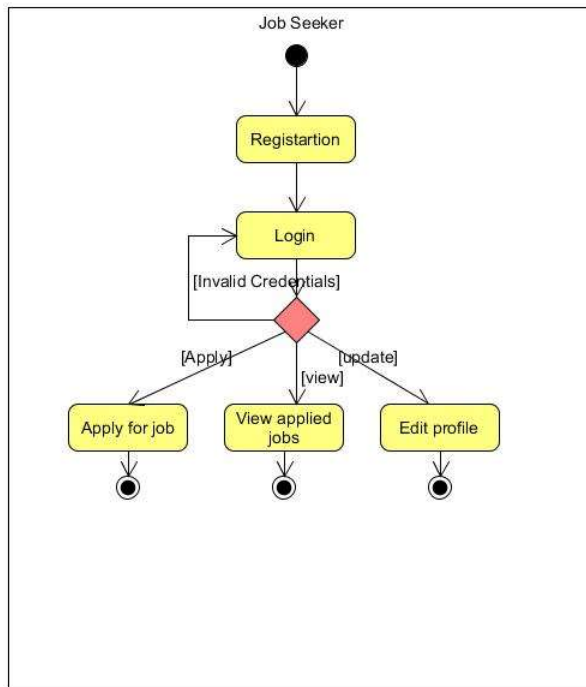 Job Seeker
Registartion
Login
[Invalid Credentials]
[Apply]
[update]
[view]
Apply for job
View applied
jobs
Edit profile